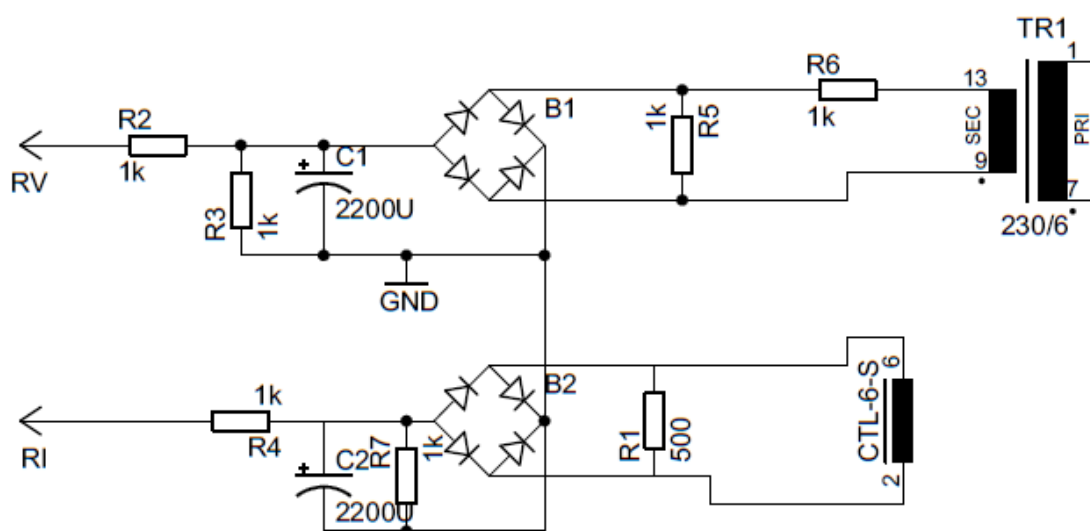 TR1
1
R6
13
1k
SEC
PRI
9
7
230/6
B1
1k
R5
R2
1k
RV
C1
2200U
R3
1k
GND
B2
1k
R4
RI
C2
2200U
R7
1k
R1
500
CTL-6-S
6
2